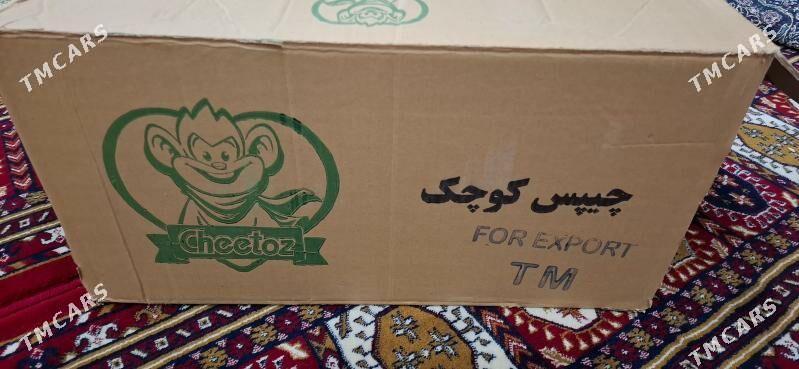 Cheetoz
چیپس کوچک
FOR EXPORT
TM
TMCARS
TMCARS
TMCARS
TMCARS